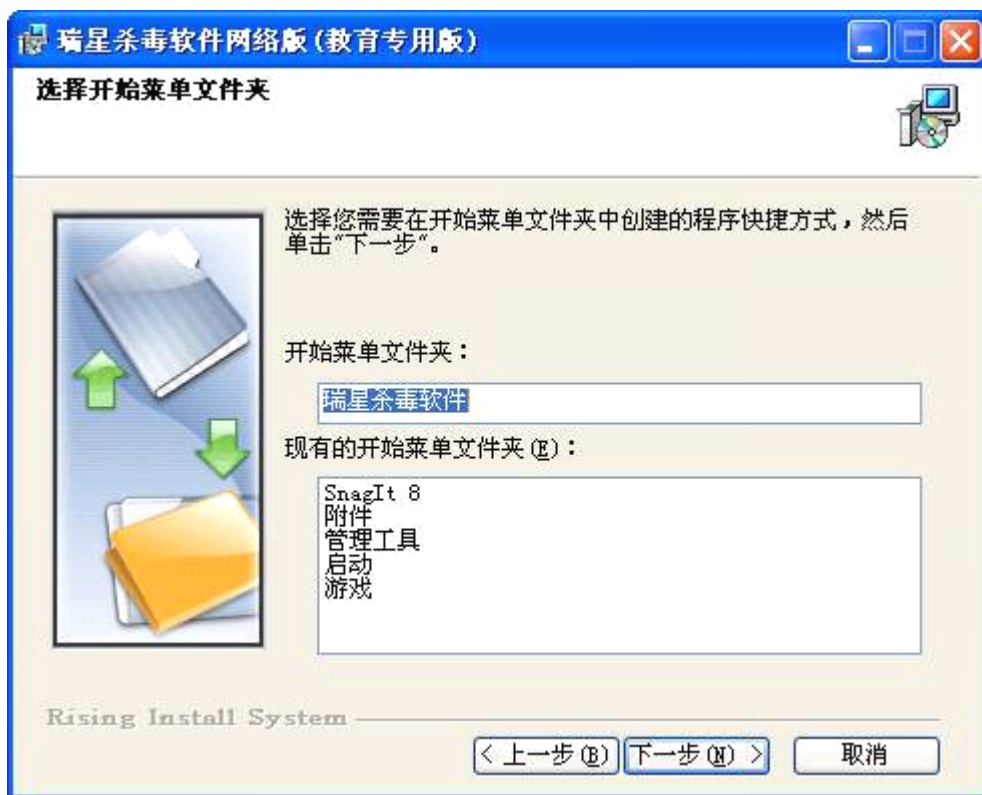 瑞星杀毒软件网络版(教育专用版)
选择开始菜单文件夹
选择您需要在开始菜单文件夹中创建的程序快捷方式，然后
单击"下一步"。
开始菜单文件夹：
瑞星杀毒软件
现有的开始菜单文件夹(E)：
SnagIt 8
附件
管理工具
启动
游戏
Rising Install System
< 上一步(B) 下一步(N) > 取消